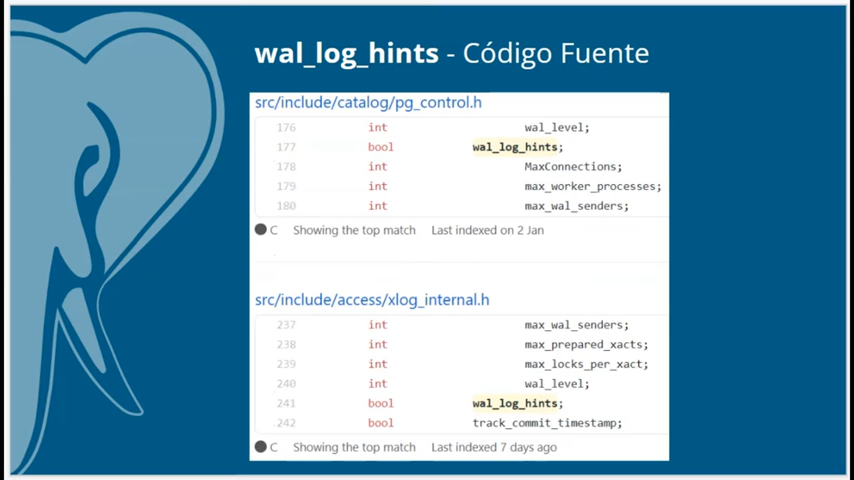 wal_log_hints - Código Fuente
src/include/catalog/pg_control.h
176 int wal_level;
177 bool wal_log_hints;
178 int MaxConnections;
179 int max_worker_processes;
180 int max_wal_senders;
C Showing the top match Last indexed on 2 Jan
src/include/access/xlog_internal.h
237 int max_wal_senders;
238 int max_prepared_xacts;
239 int max_locks_per_xact;
240 int wal_level;
241 bool wal_log_hints;
242 bool track_commit_timestamp;
C Showing the top match Last indexed 7 days ago